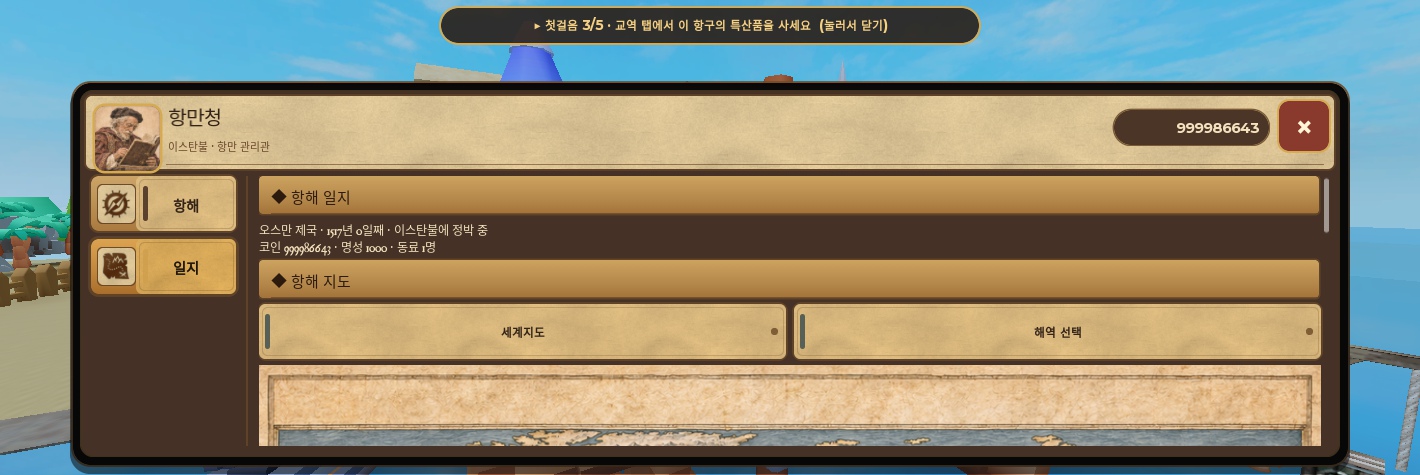 ▸ 첫걸음 3/5 · 교역 탭에서 이 항구의 특산품을 사세요 (눌러서 닫기)
항만청
이스탄불 · 항만 관리관
999986643
×
항해
일지
◆ 항해 일지
오스만 제국 · 1517년 0일째 · 이스탄불에 정박 중
코인 999986643 · 명성 1000 · 동료 1명
◆ 항해 지도
세계지도
해역 선택